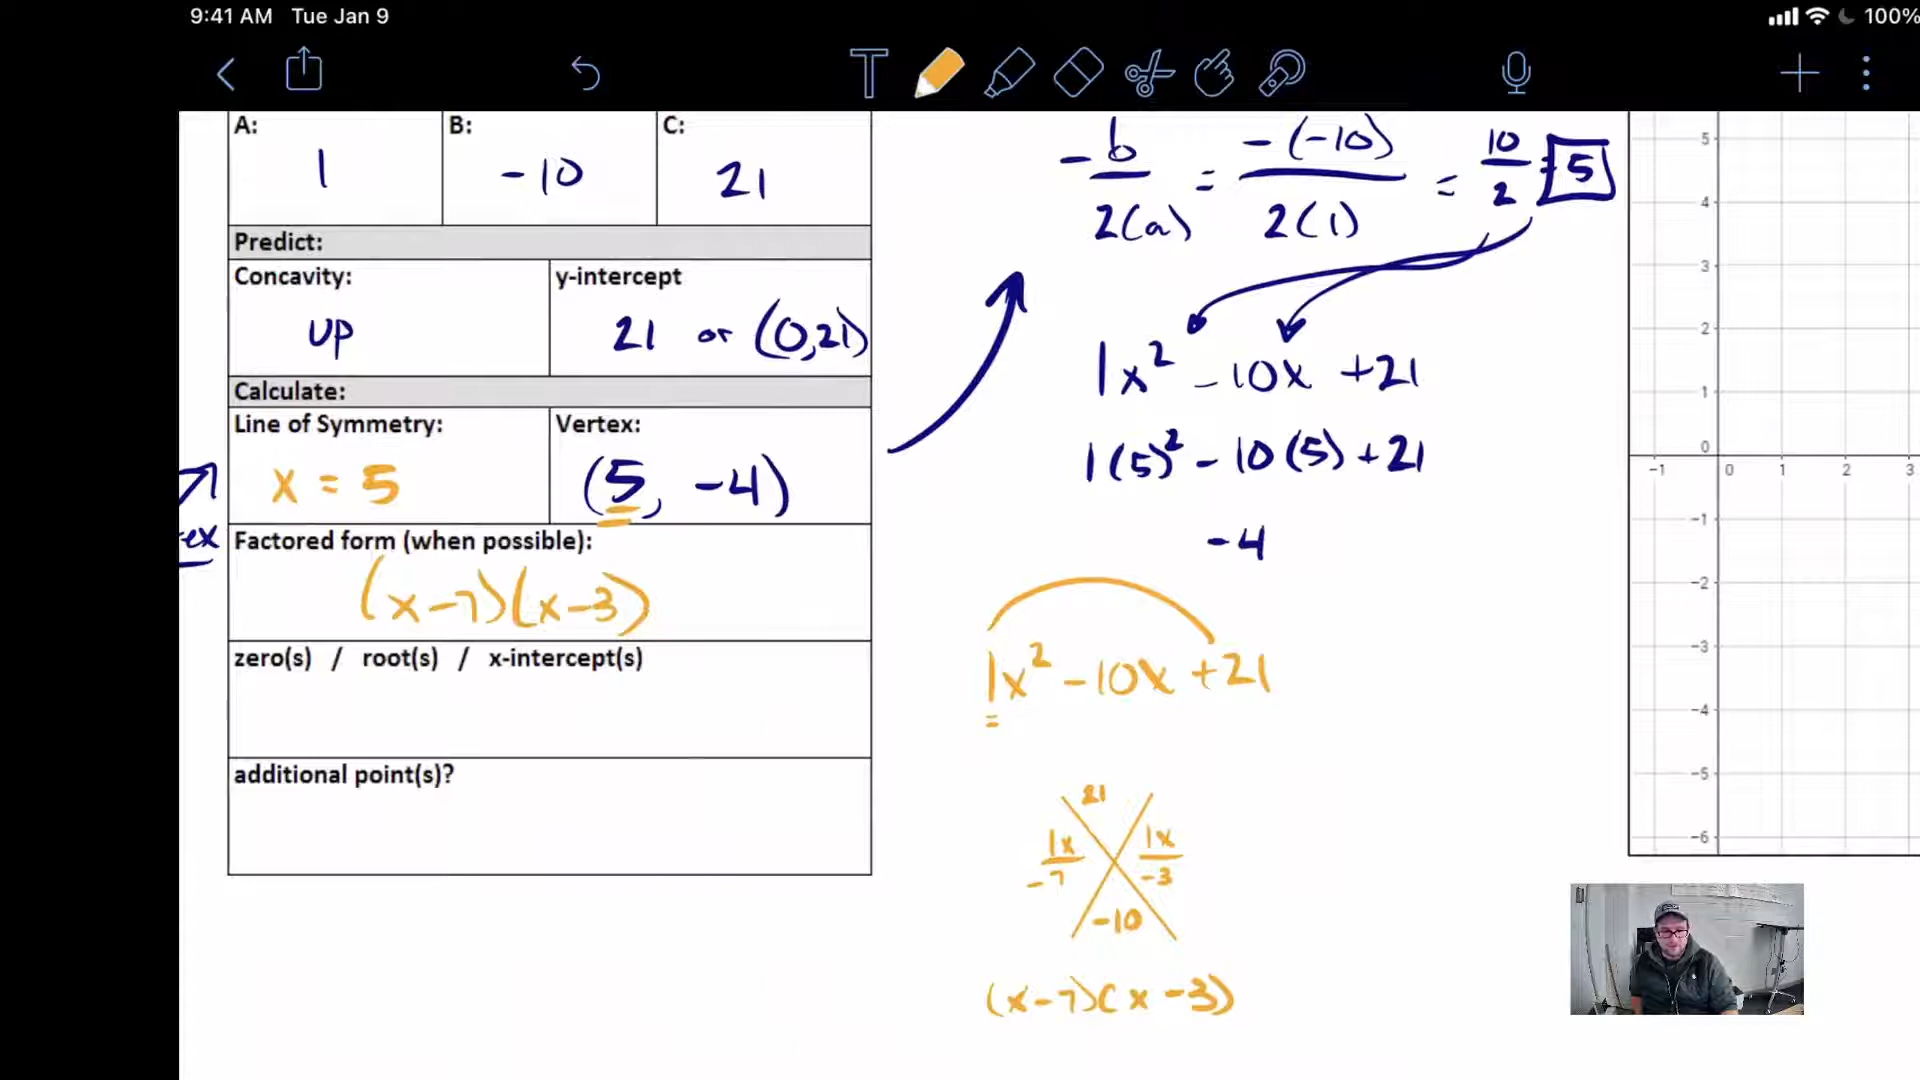 9:41 AM Tue Jan 9
100%
A: B: C:
1 -10 21
Predict:
Concavity: y-intercept
up 21 or (0,21)
Calculate:
Line of Symmetry: Vertex:
x = 5 (5, -4)
ex
Factored form (when possible):
(x-7)(x-3)
zero(s) / root(s) / x-intercept(s)
additional point(s)?
-b/2(a) = -(-10)/2(1) = 10/2 = 5
1x² -10x +21
1(5)² - 10(5) +21
-4
1x² -10x +21
=
21
1x 1x
-7 -3
-10
(x-7)(x-3)
5
4
3
2
1
0
-1 0 1 2 3
-1
-2
-3
-4
-5
-6